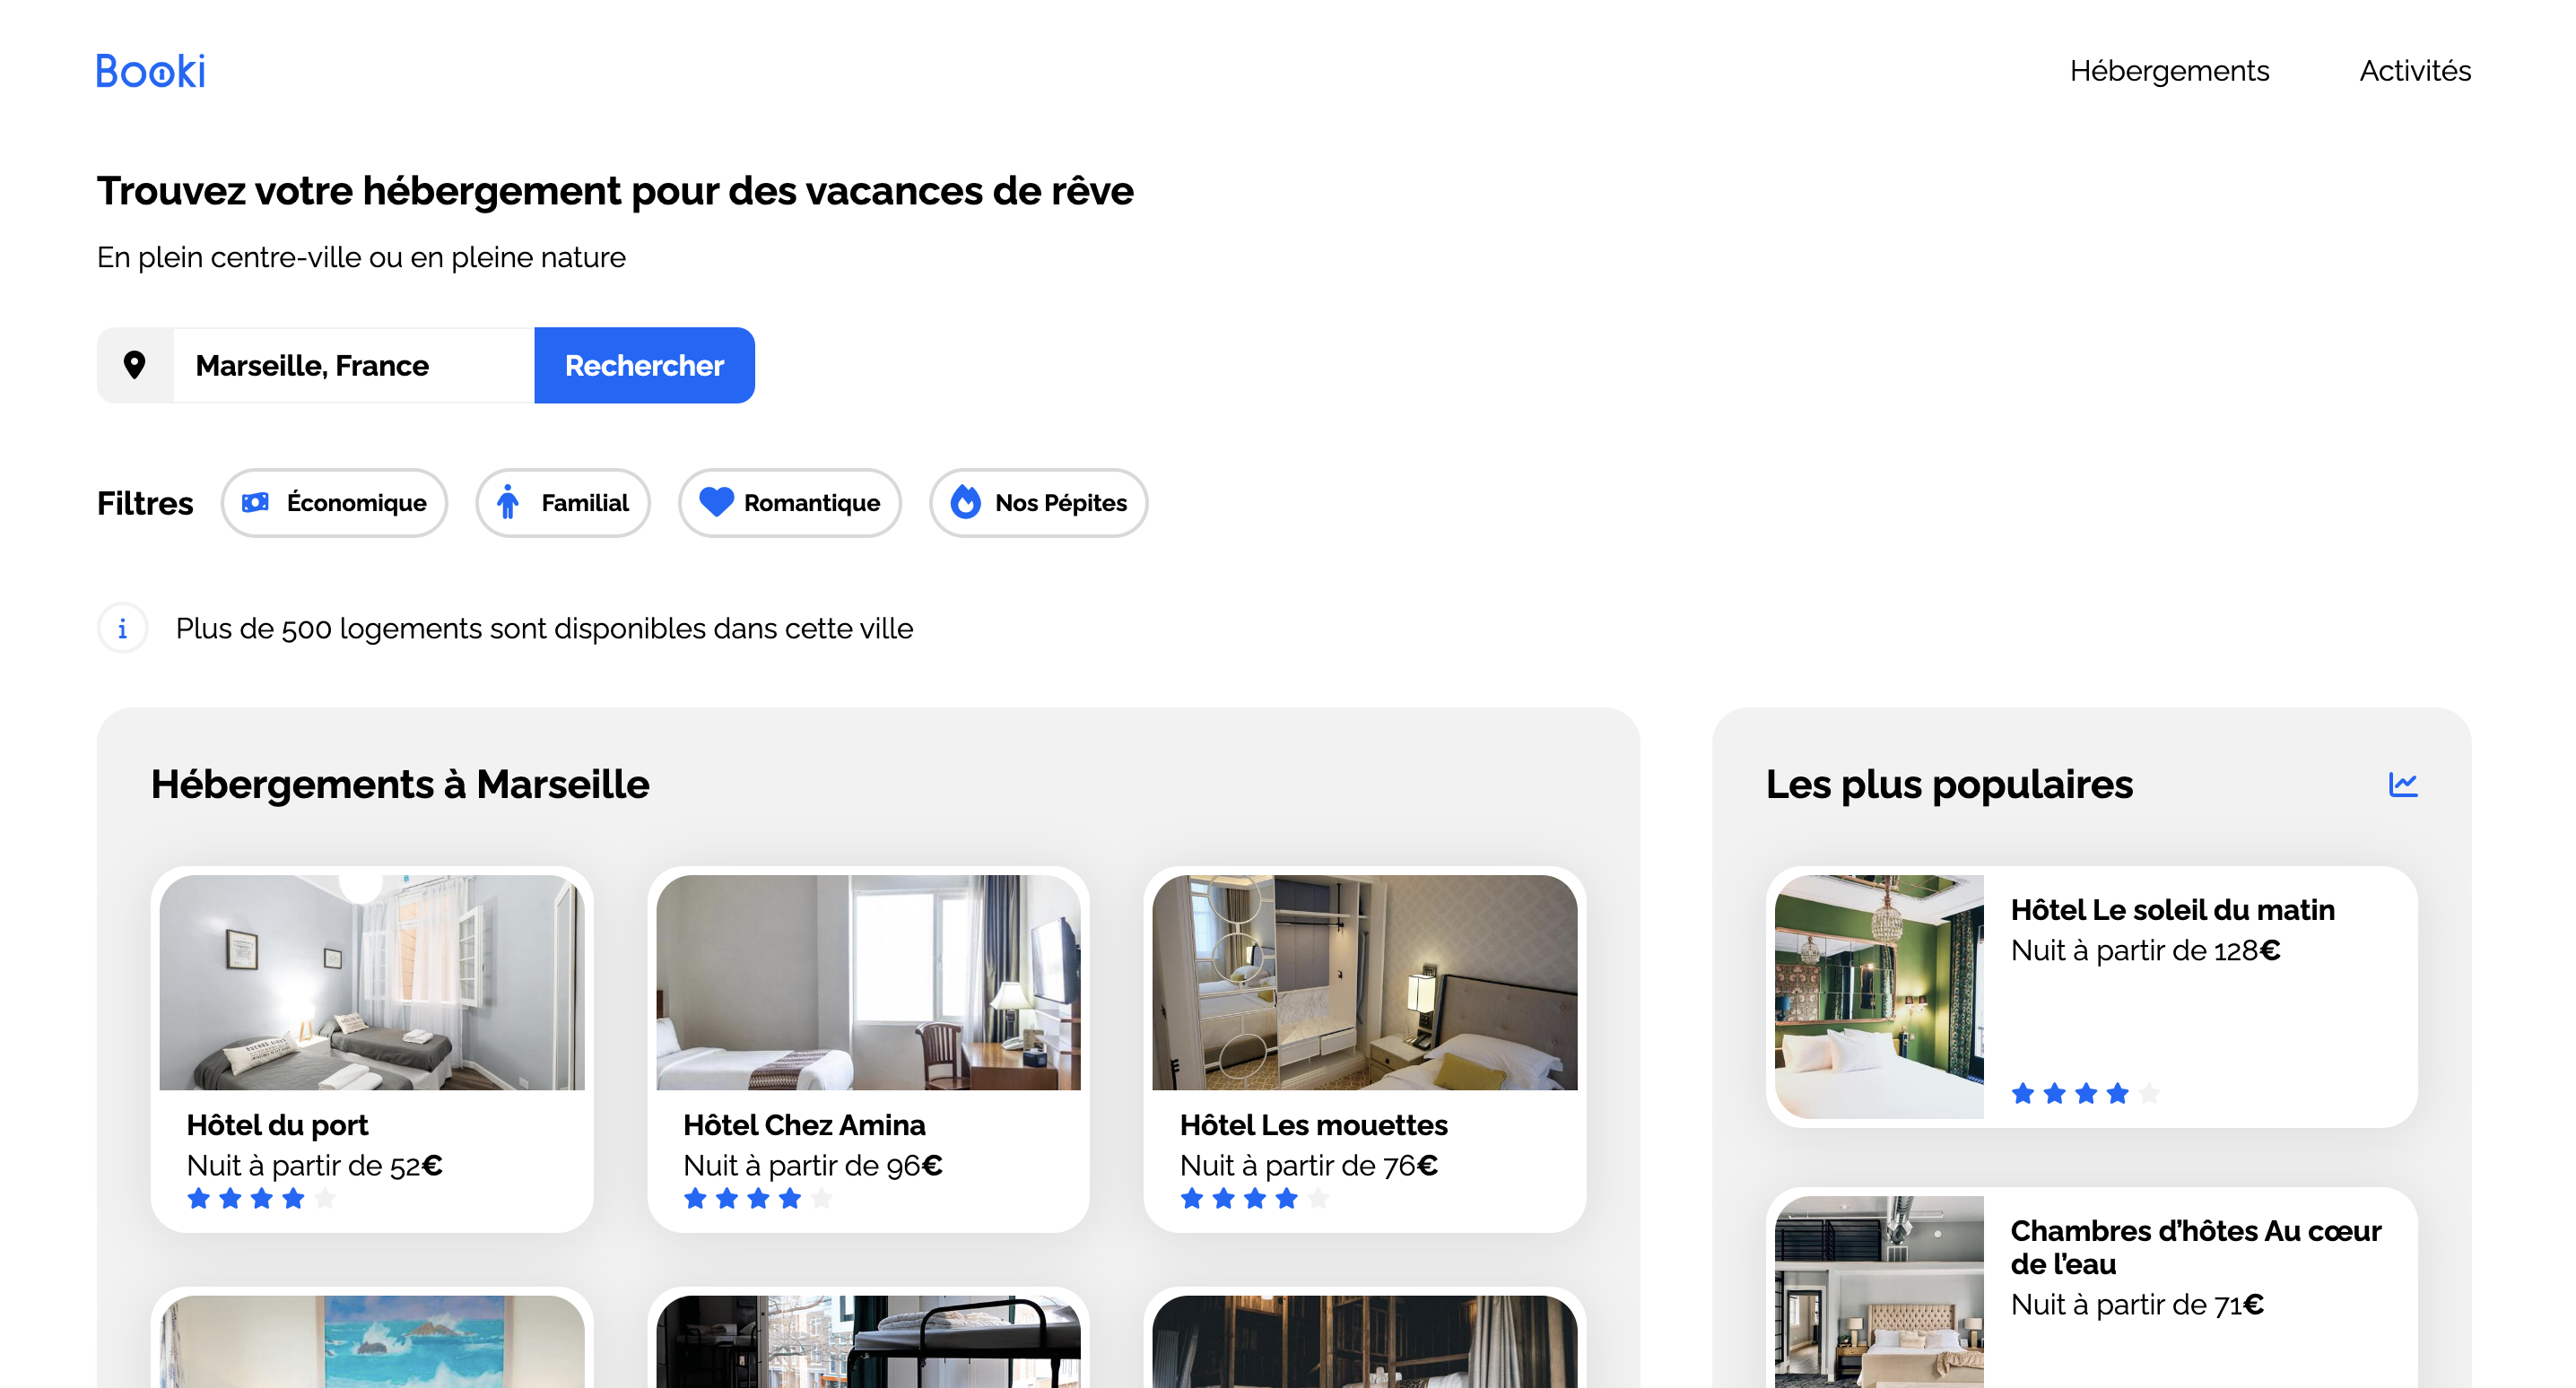 Booki
Hébergements
Activités
Trouvez votre hébergement pour des vacances de rêve
En plein centre-ville ou en pleine nature
Marseille, France
Rechercher
Filtres
Économique
Familial
Romantique
Nos Pépites
i
Plus de 500 logements sont disponibles dans cette ville
Hébergements à Marseille
Hôtel du port
Nuit à partir de 52€
Hôtel Chez Amina
Nuit à partir de 96€
Hôtel Les mouettes
Nuit à partir de 76€
Les plus populaires
Hôtel Le soleil du matin
Nuit à partir de 128€
Chambres d’hôtes Au cœur
de l’eau
Nuit à partir de 71€